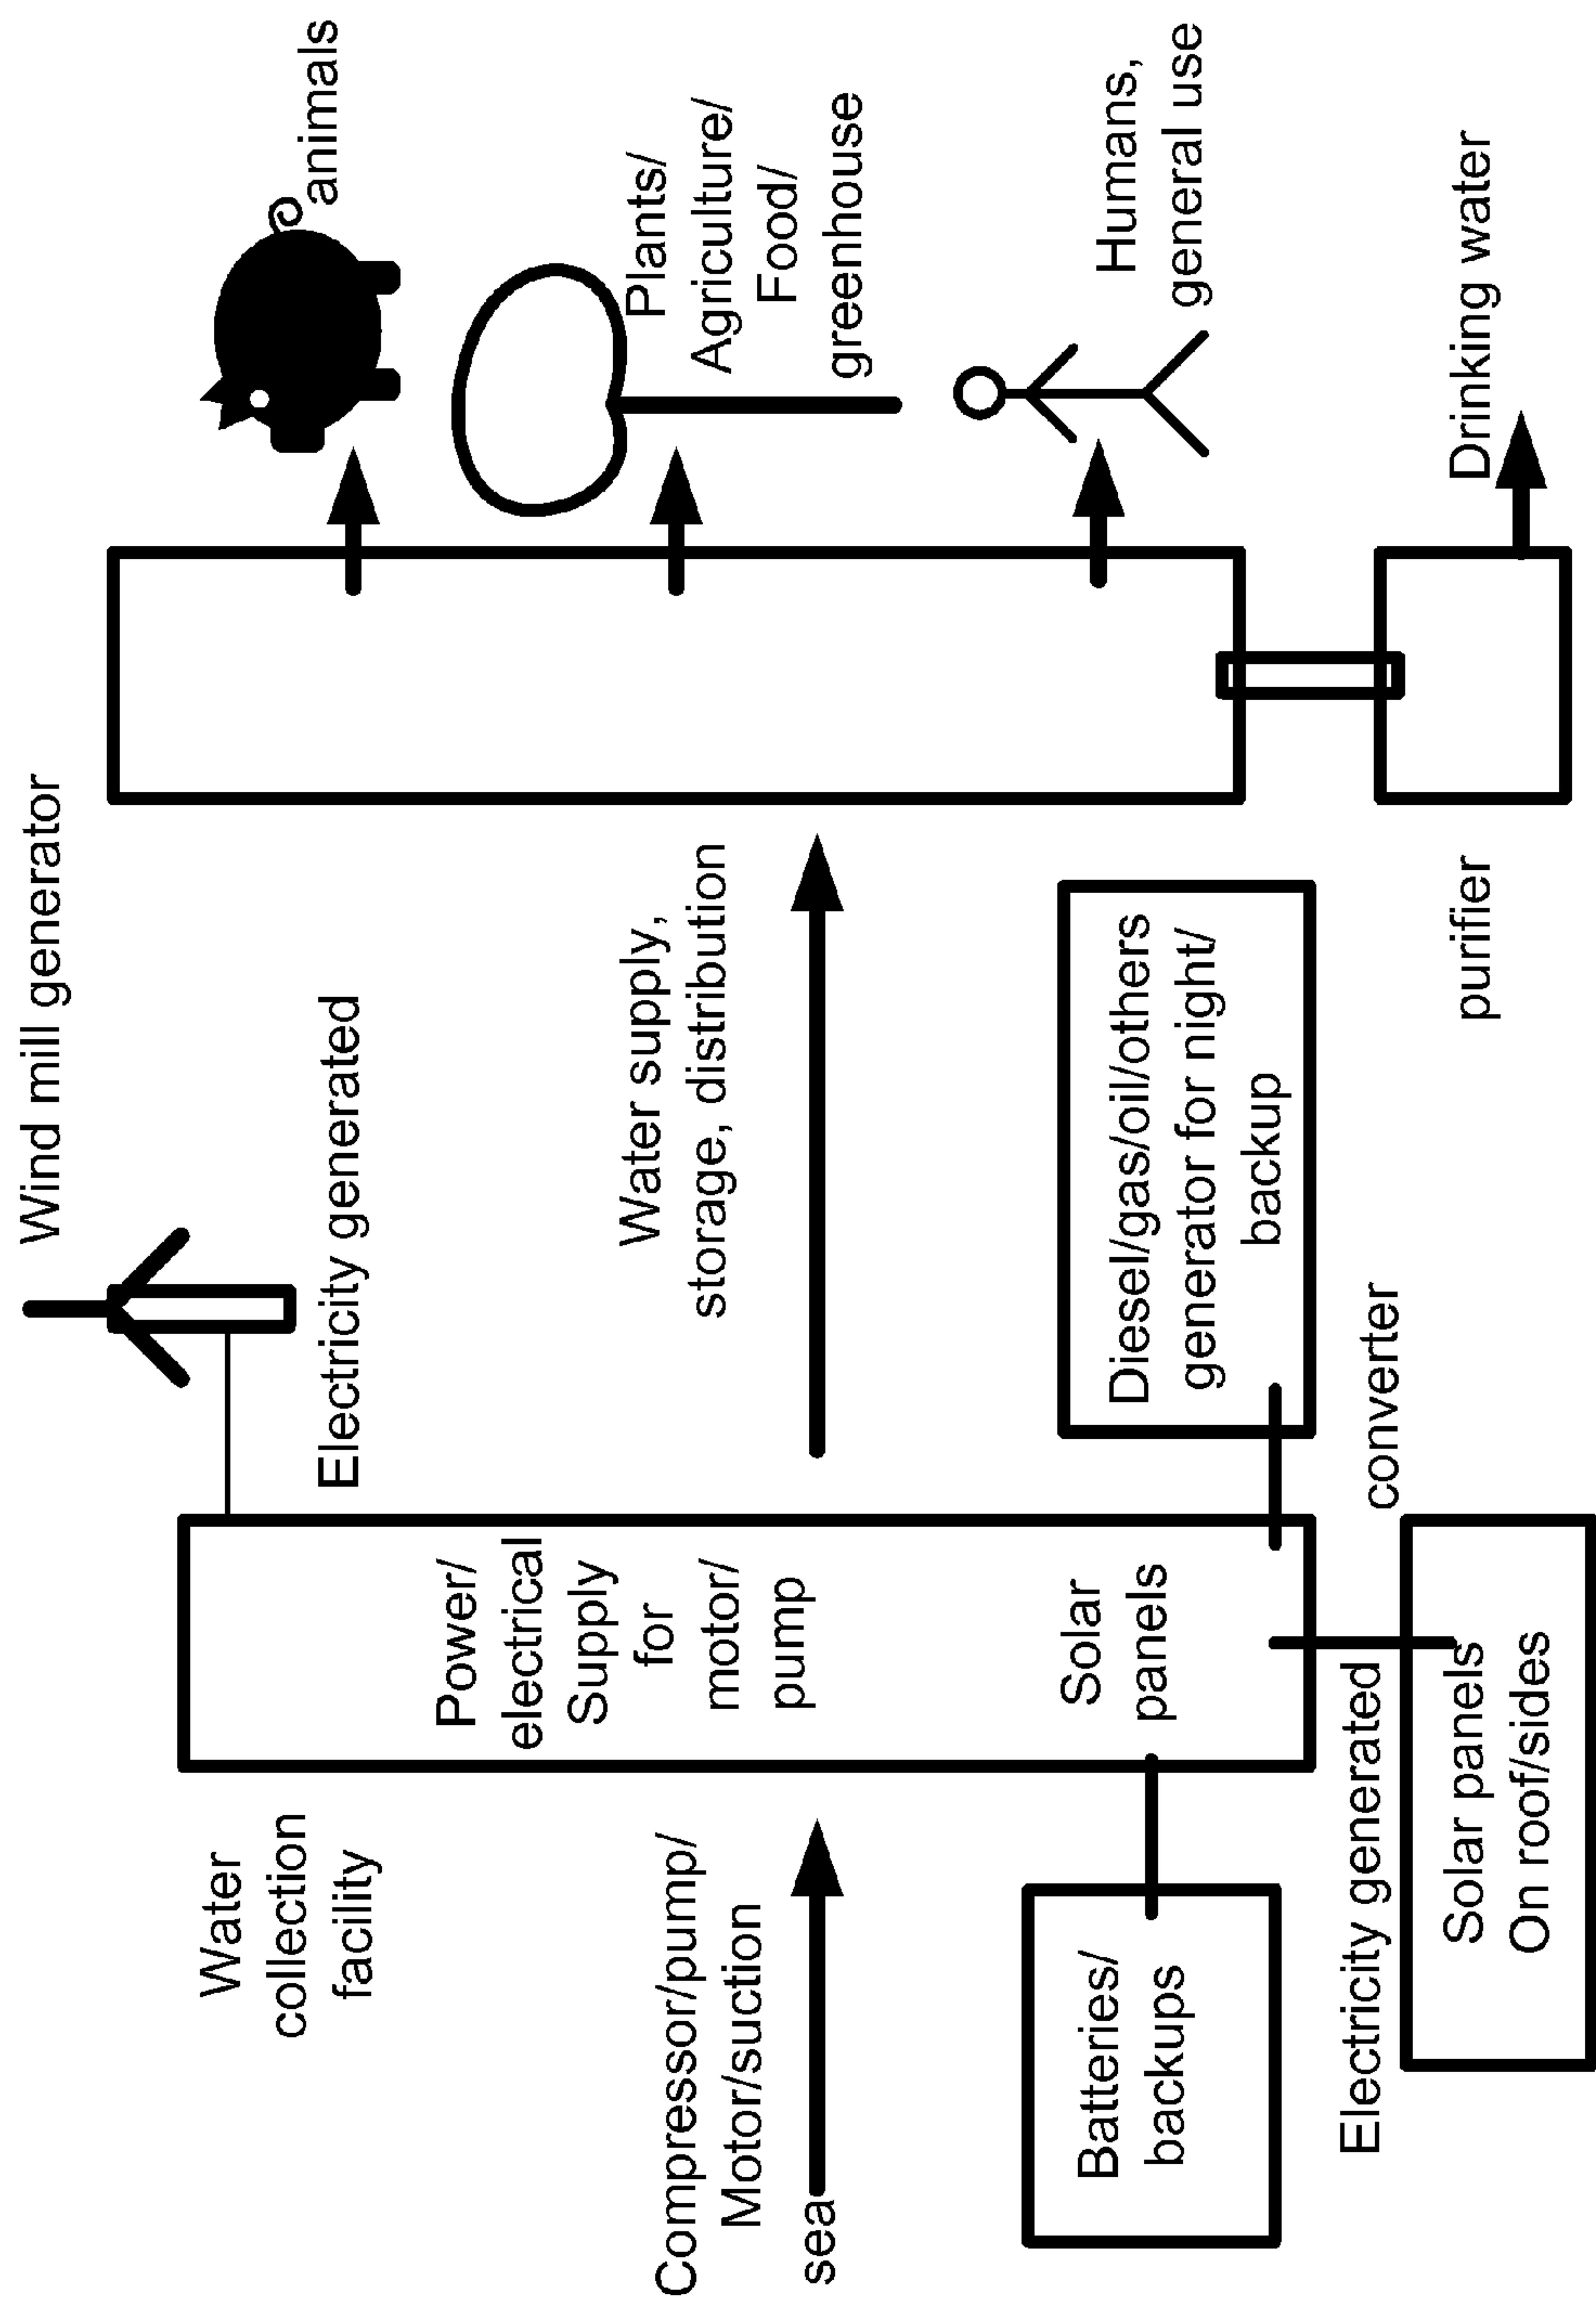 Wind mill generator
Electricity generated
Water
collection
facility
Power/
electrical
Supply
for
motor/
pump
Solar
panels
Compressor/pump/
Motor/suction
sea
Water supply,
storage, distribution
animals
Plants/
Agriculture/
Food/
greenhouse
Humans,
general use
Batteries/
backups
Diesel/gas/oil/others
generator for night/
backup
Electricity generated
converter
Solar panels
On roof/sides
purifier
Drinking water